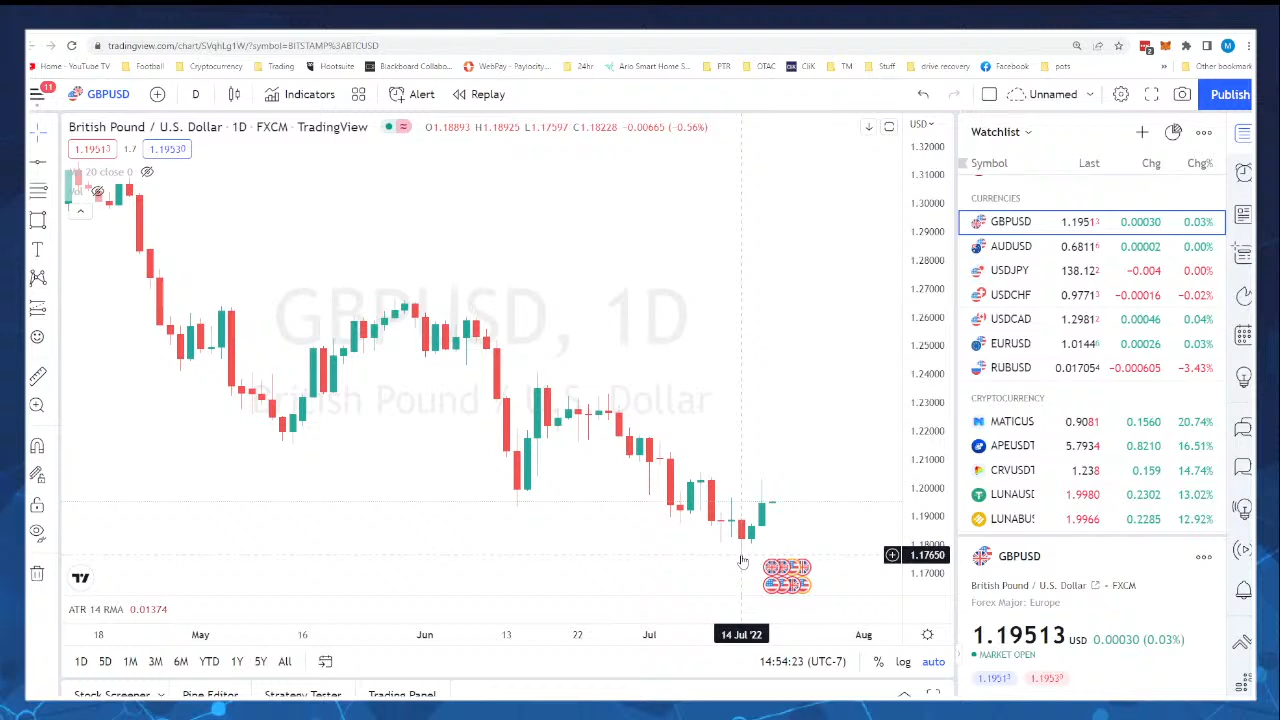 tradingview.com/chart/SVqhLg1W/?symbol=BITSTAMP%3ABTCUSD
Home - YouTube TV Football Cryptocurrency Trading Hootsuite Blackboard Collabo... WebPay - Paylocity... 24hr Ario Smart Home S... PTR OTAC CliK TM Stuff drive recovery Facebook pots » Other bookmark
11 GBPUSD D Indicators Alert Replay Unnamed Publish
British Pound / U.S. Dollar · 1D · FXCM · TradingView O1.18893 H1.18925 C1.18228 −0.00665 (−0.56%) USD
1.19513 1.7 19530
20 close 0
GBPUSD, 1D
British Pound / U.S. Dollar
1.32000
1.31000
1.30000
1.29000
1.28000
1.27000
1.26000
1.25000
1.24000
1.23000
1.22000
1.21000
1.20000
1.19000
1.18000
1.17650
1.17000
ATR 14 RMA 0.01374
18 May 16 Jun 13 22 Jul 14 Jul '22 Aug
1D 5D 1M 3M 6M YTD 1Y 5Y All 14:54:23 (UTC-7) % log auto
Stock Screener Pine Editor Strategy Tester Trading Panel
Watchlist
Symbol Last Chg Chg%
CURRENCIES
GBPUSD 1.19513 0.00030 0.03%
AUDUSD 0.68116 0.00002 0.00%
USDJPY 138.122 −0.004 0.00%
USDCHF 0.97713 −0.00016 −0.02%
USDCAD 1.29812 0.00046 0.04%
EURUSD 1.01446 0.00026 0.03%
RUBUSD 0.017054 −0.000605 −3.43%
CRYPTOCURRENCY
MATICUS 0.9081 0.1560 20.74%
APEUSDT 5.7934 0.8210 16.51%
CRVUSDT 1.238 0.159 14.74%
LUNAUSD 1.9980 0.2302 13.02%
LUNABUS 1.9966 0.2285 12.92%
GBPUSD
British Pound / U.S. Dollar · FXCM
Forex Major: Europe
1.19513 USD 0.00030 (0.03%)
MARKET OPEN
1.19513 1.19530